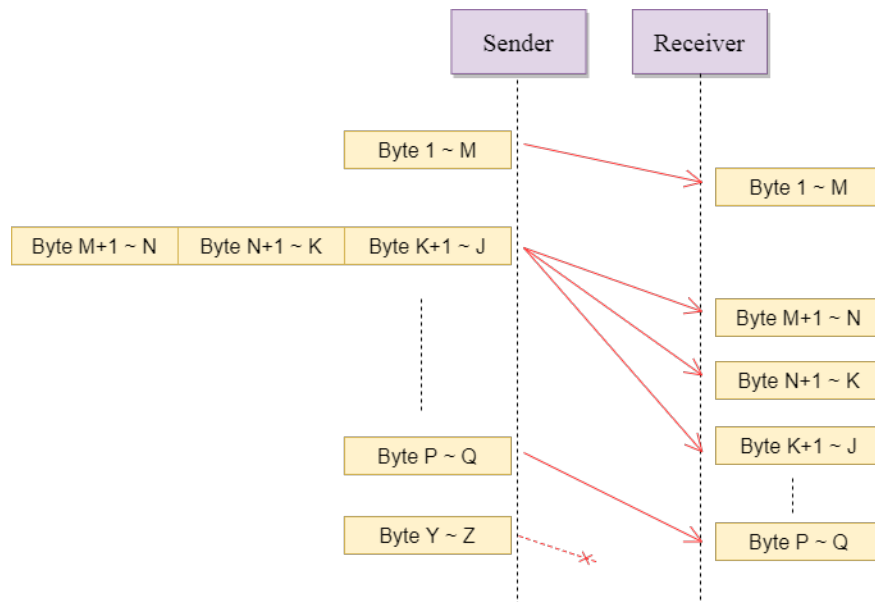 Sender
Receiver
Byte 1 ~ M
Byte 1 ~ M
Byte M+1 ~ N
Byte N+1 ~ K
Byte K+1 ~ J
Byte M+1 ~ N
Byte N+1 ~ K
Byte K+1 ~ J
Byte P ~ Q
Byte Y ~ Z
Byte P ~ Q